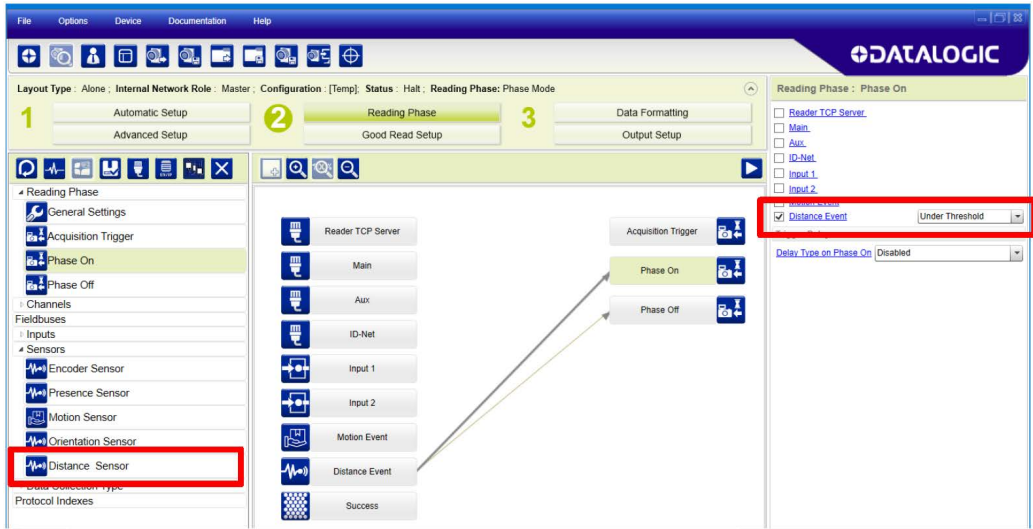 File Options Device Documentation Help
DATALOGIC
Layout Type : Alone ; Internal Network Role : Master ; Configuration : [Temp]; Status : Halt ; Reading Phase: Phase Mode
1
Automatic Setup
Advanced Setup
2
Reading Phase
Good Read Setup
3
Data Formatting
Output Setup
Reading Phase
General Settings
Acquisition Trigger
Phase On
Phase Off
Channels
Fieldbuses
Inputs
Sensors
Encoder Sensor
Presence Sensor
Motion Sensor
Orientation Sensor
Distance Sensor
Data Collection Type
Protocol Indexes
Reader TCP Server
Main
Aux
ID-Net
Input 1
Input 2
Motion Event
Distance Event
Success
Acquisition Trigger
Phase On
Phase Off
Reading Phase : Phase On
Reader TCP Server
Main
Aux
ID-Net
Input 1
Input 2
Motion Event
Distance Event Under Threshold
Delay Type on Phase On Disabled